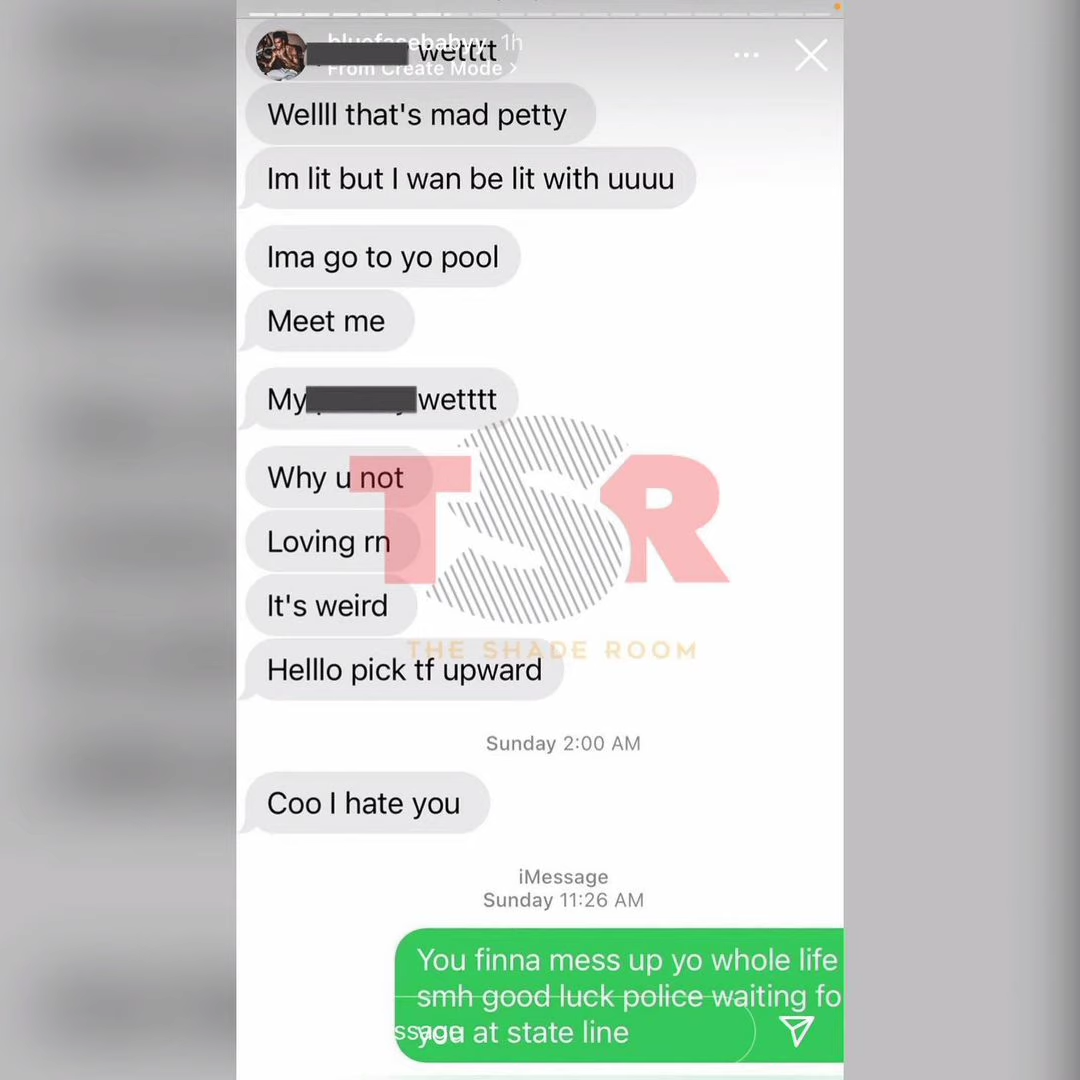 bluefasebabyy 1h
wetttt
From Create Mode >
Wellll that's mad petty
Im lit but I wan be lit with uuuu
Ima go to yo pool
Meet me
My wetttt
Why u not
Loving rn
It's weird
Helllo pick tf upward
TSR
THE SHADE ROOM
Sunday 2:00 AM
Coo I hate you
iMessage
Sunday 11:26 AM
You finna mess up yo whole life
smh good luck police waiting fo
you at state line
ssage